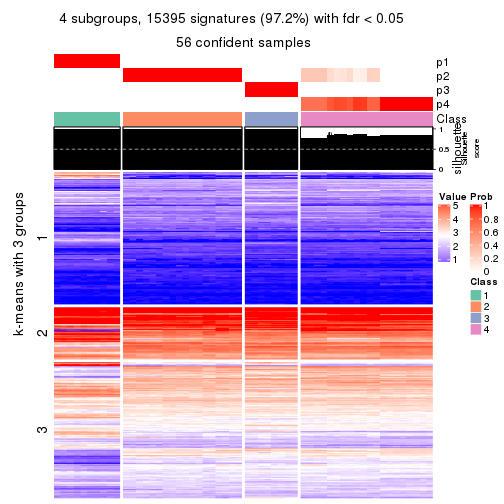 4 subgroups, 15395 signatures (97.2%) with fdr < 0.05
56 confident samples
p1
p2
p3
p4
Class
1
0.5
0
silhouette
Silhouette
score
k-means with 3 groups
1
2
3
Value
5
4
3
2
1
Prob
1
0.8
0.6
0.4
0.2
0
Class
1
2
3
4